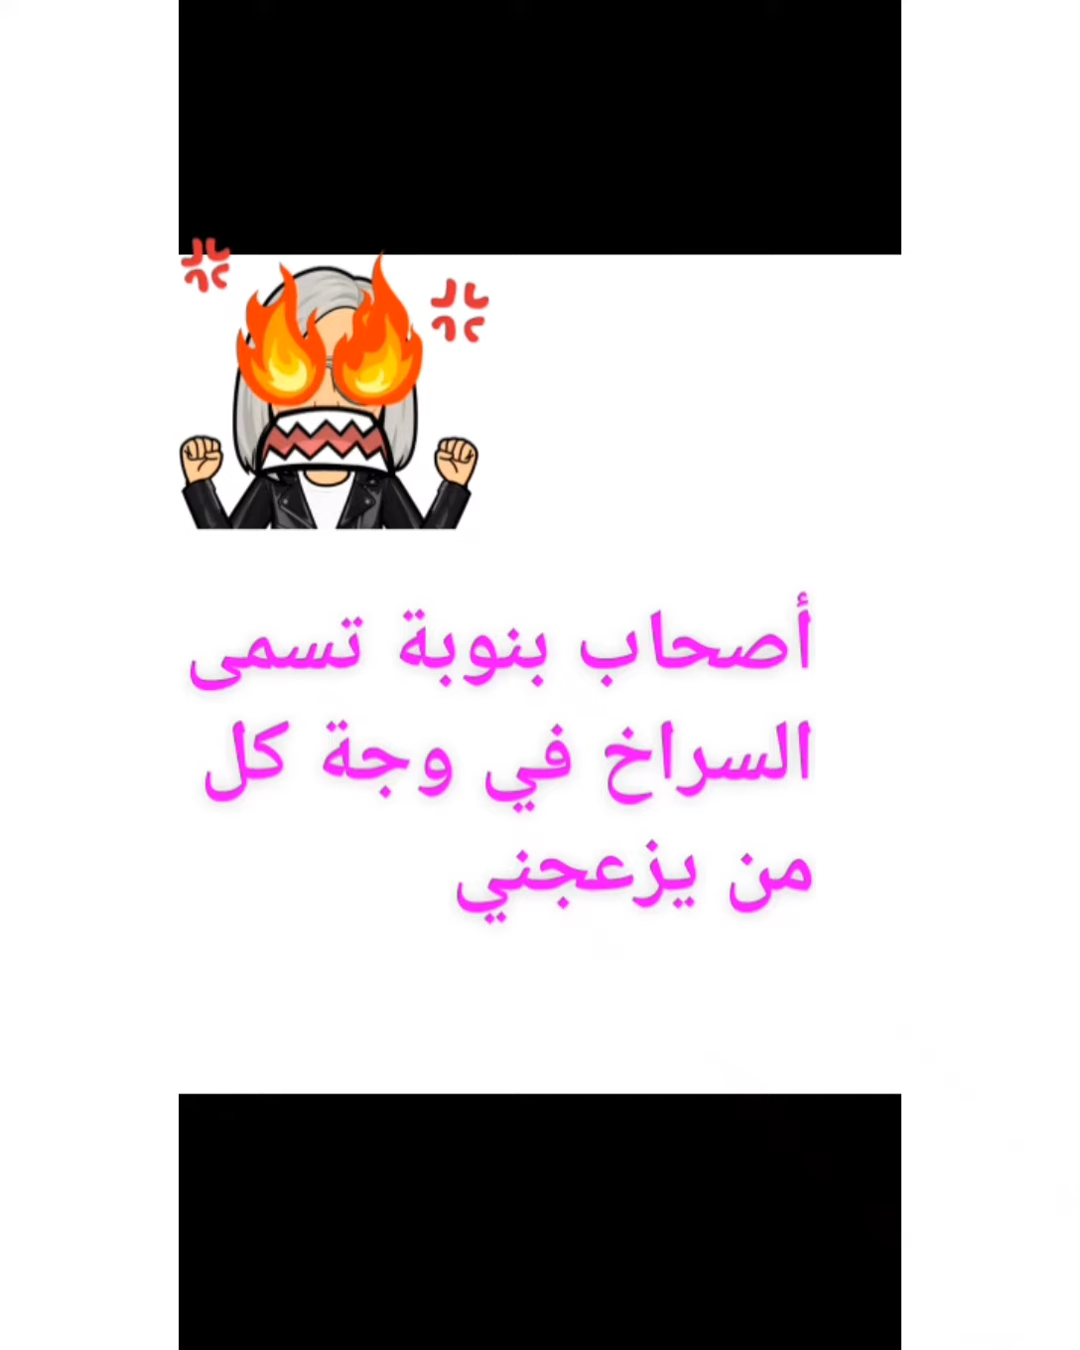 أصحاب بنوبة تسمى
السراخ في وجة كل
من يزعجني